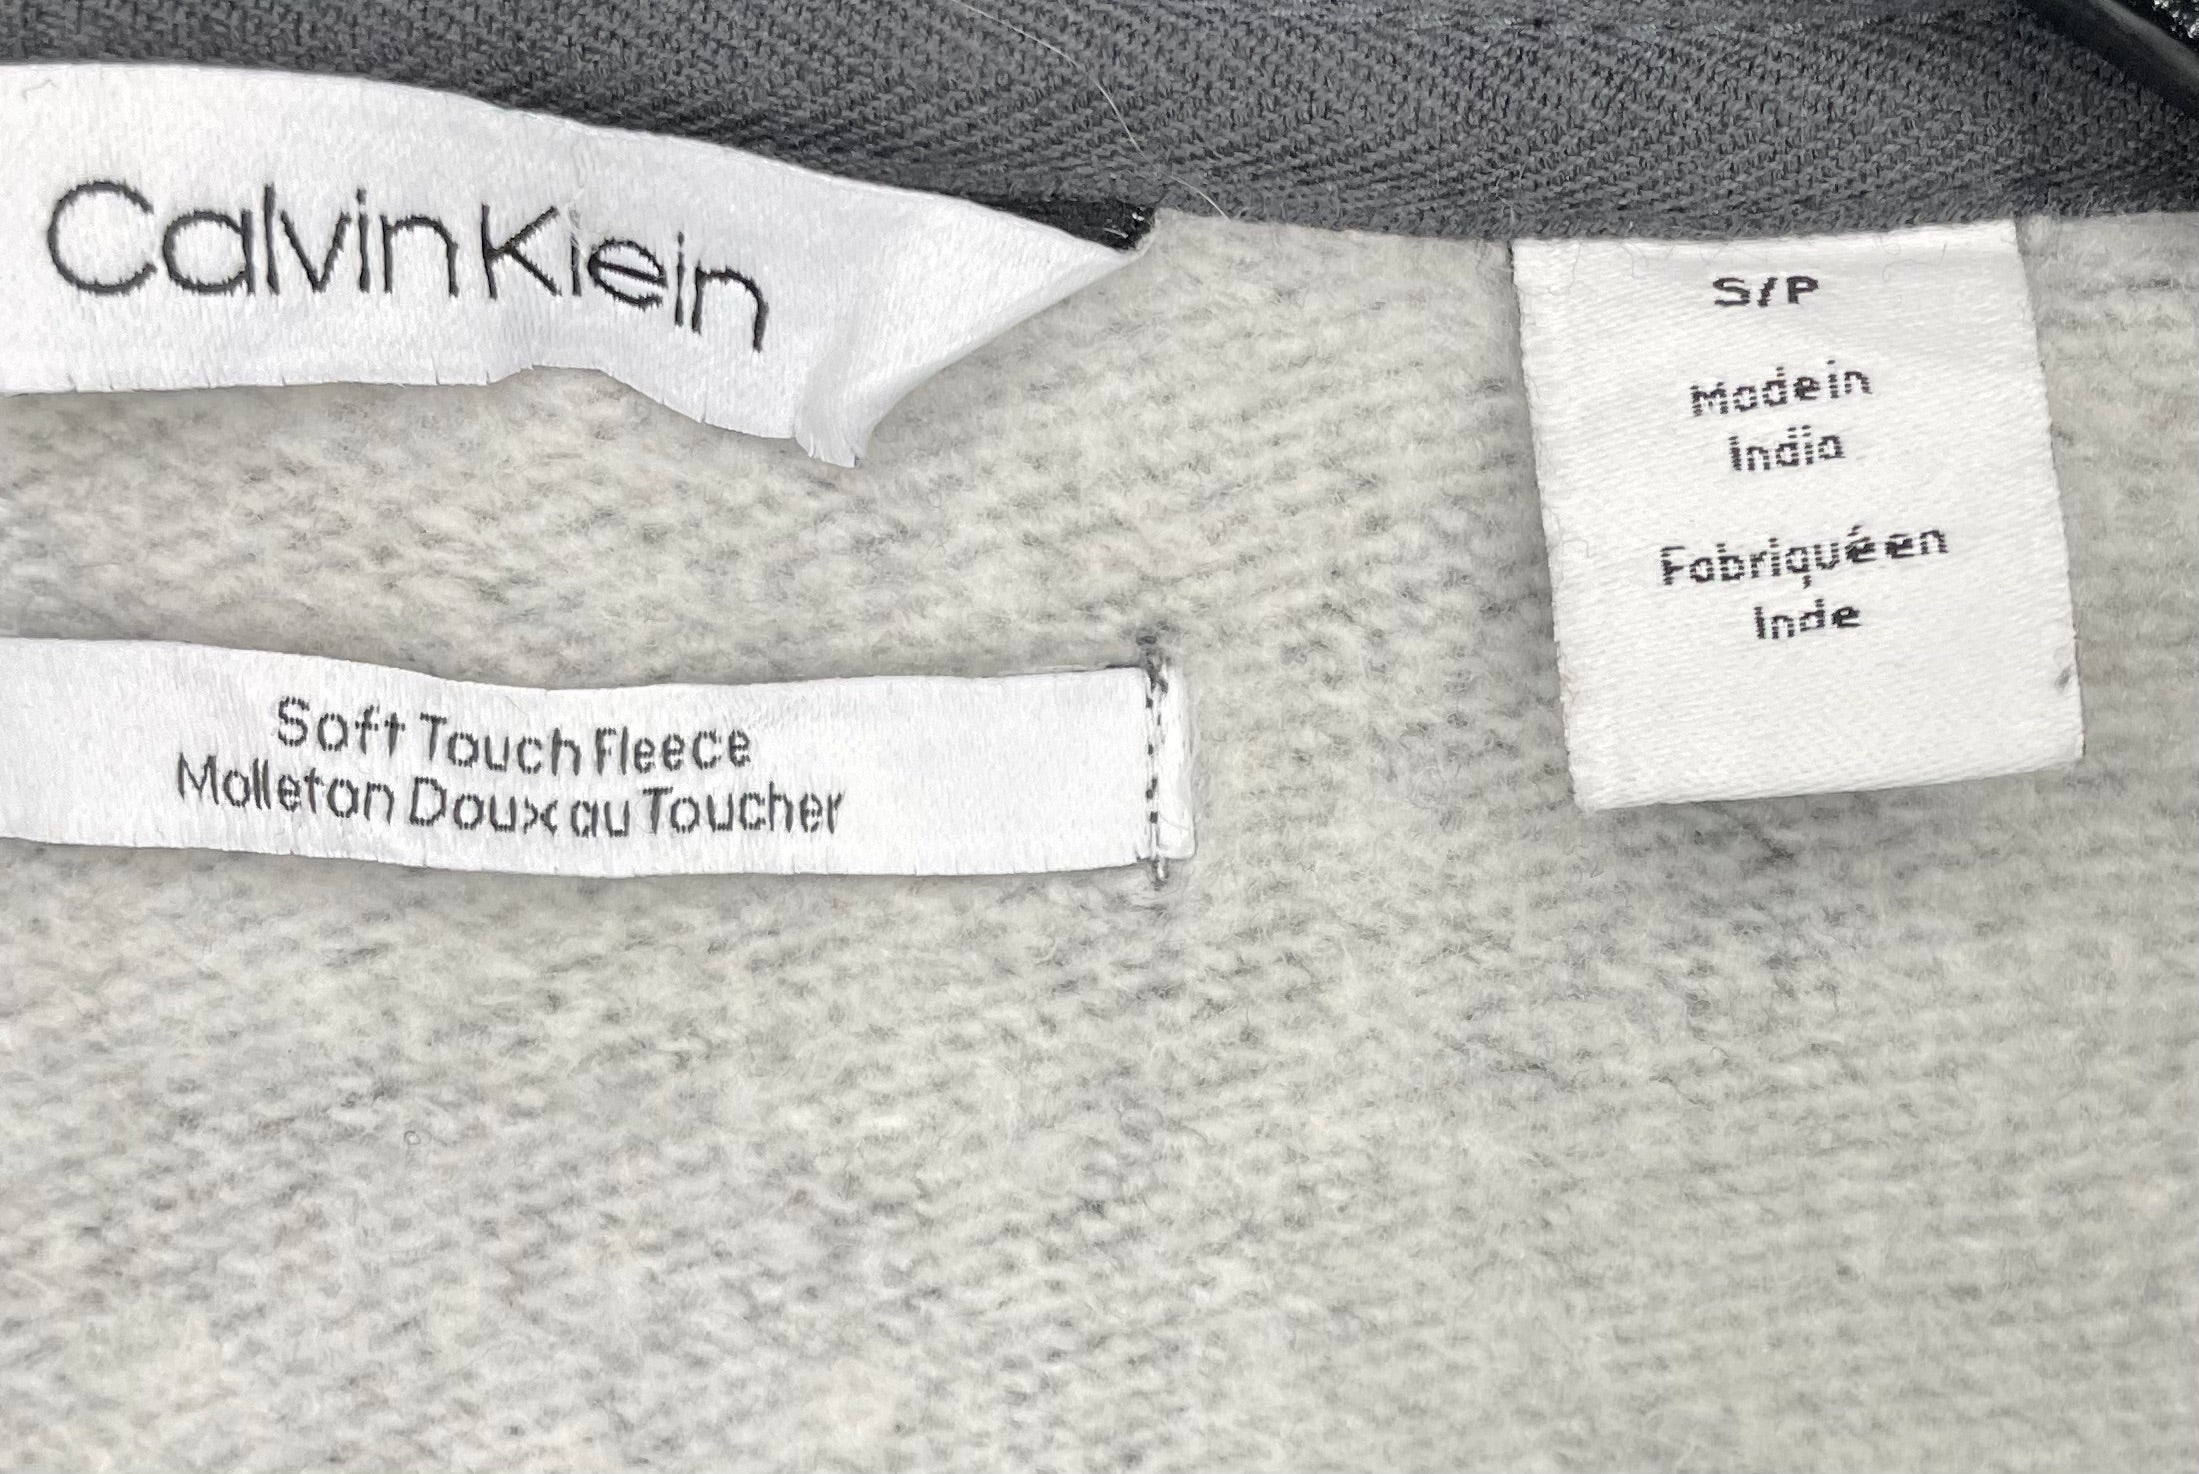 Calvin Klein
S/P
Made in
India
Fabriqué en
Inde
Soft Touch Fleece
Molleton Doux au Toucher